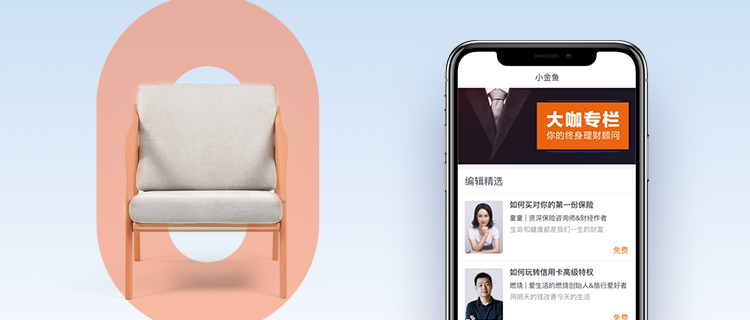 小金鱼
大咖专栏
你的终身理财顾问
编辑精选
如何买对你的第一份保险
童童 | 资深保险咨询师&财经作者
生命和健康都是我们一生的财富
免费
如何玩转信用卡高级特权
燃烧 | 爱生活的燃烧创始人&旅行爱好者
用明天的钱改善今天的生活
免费